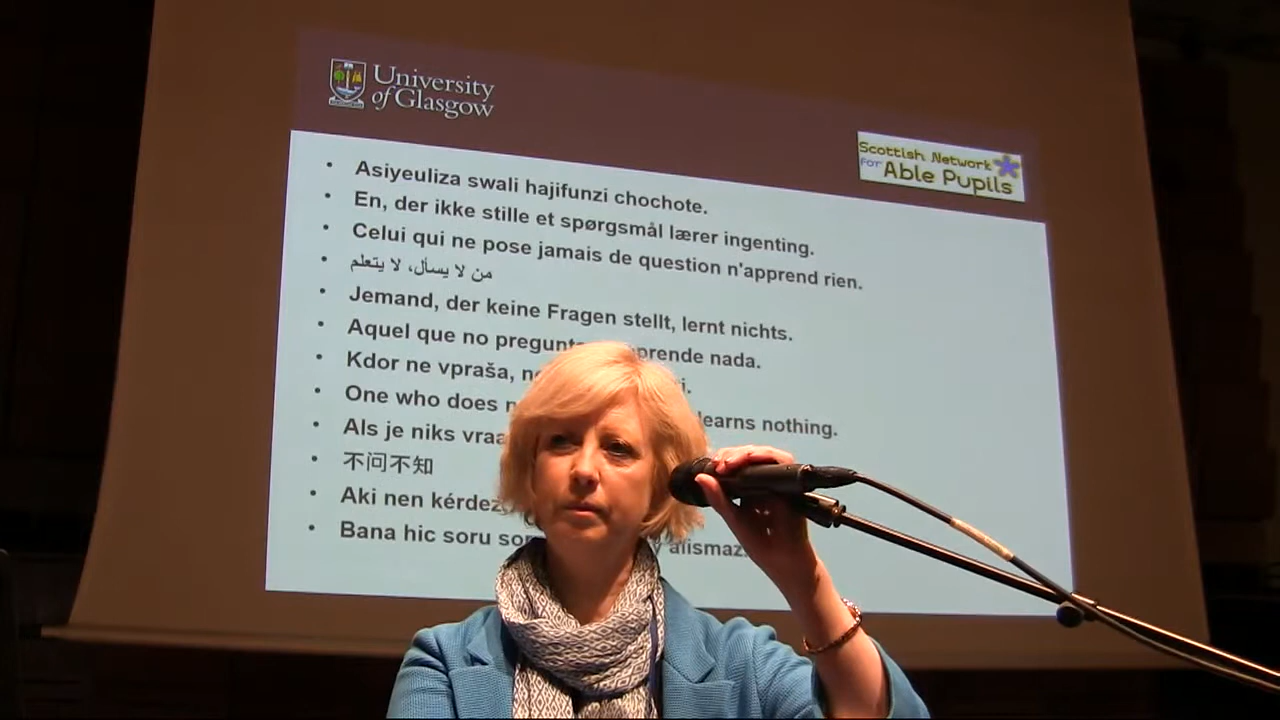 University
of Glasgow
Scottish Network
for Able Pupils
• Asiyeuliza swali hajifunzi chochote.
• En, der ikke stille et spørgsmål lærer ingenting.
• Celui qui ne pose jamais de question n'apprend rien.
• من لا يسأل، لا يتعلم
• Jemand, der keine Fragen stellt, lernt nichts.
• Aquel que no nada.
• Kdor ne vpraša,
• One who does learns nothing.
• Als je niks
• 不问不知
• Aki nen
• Bana hic soru